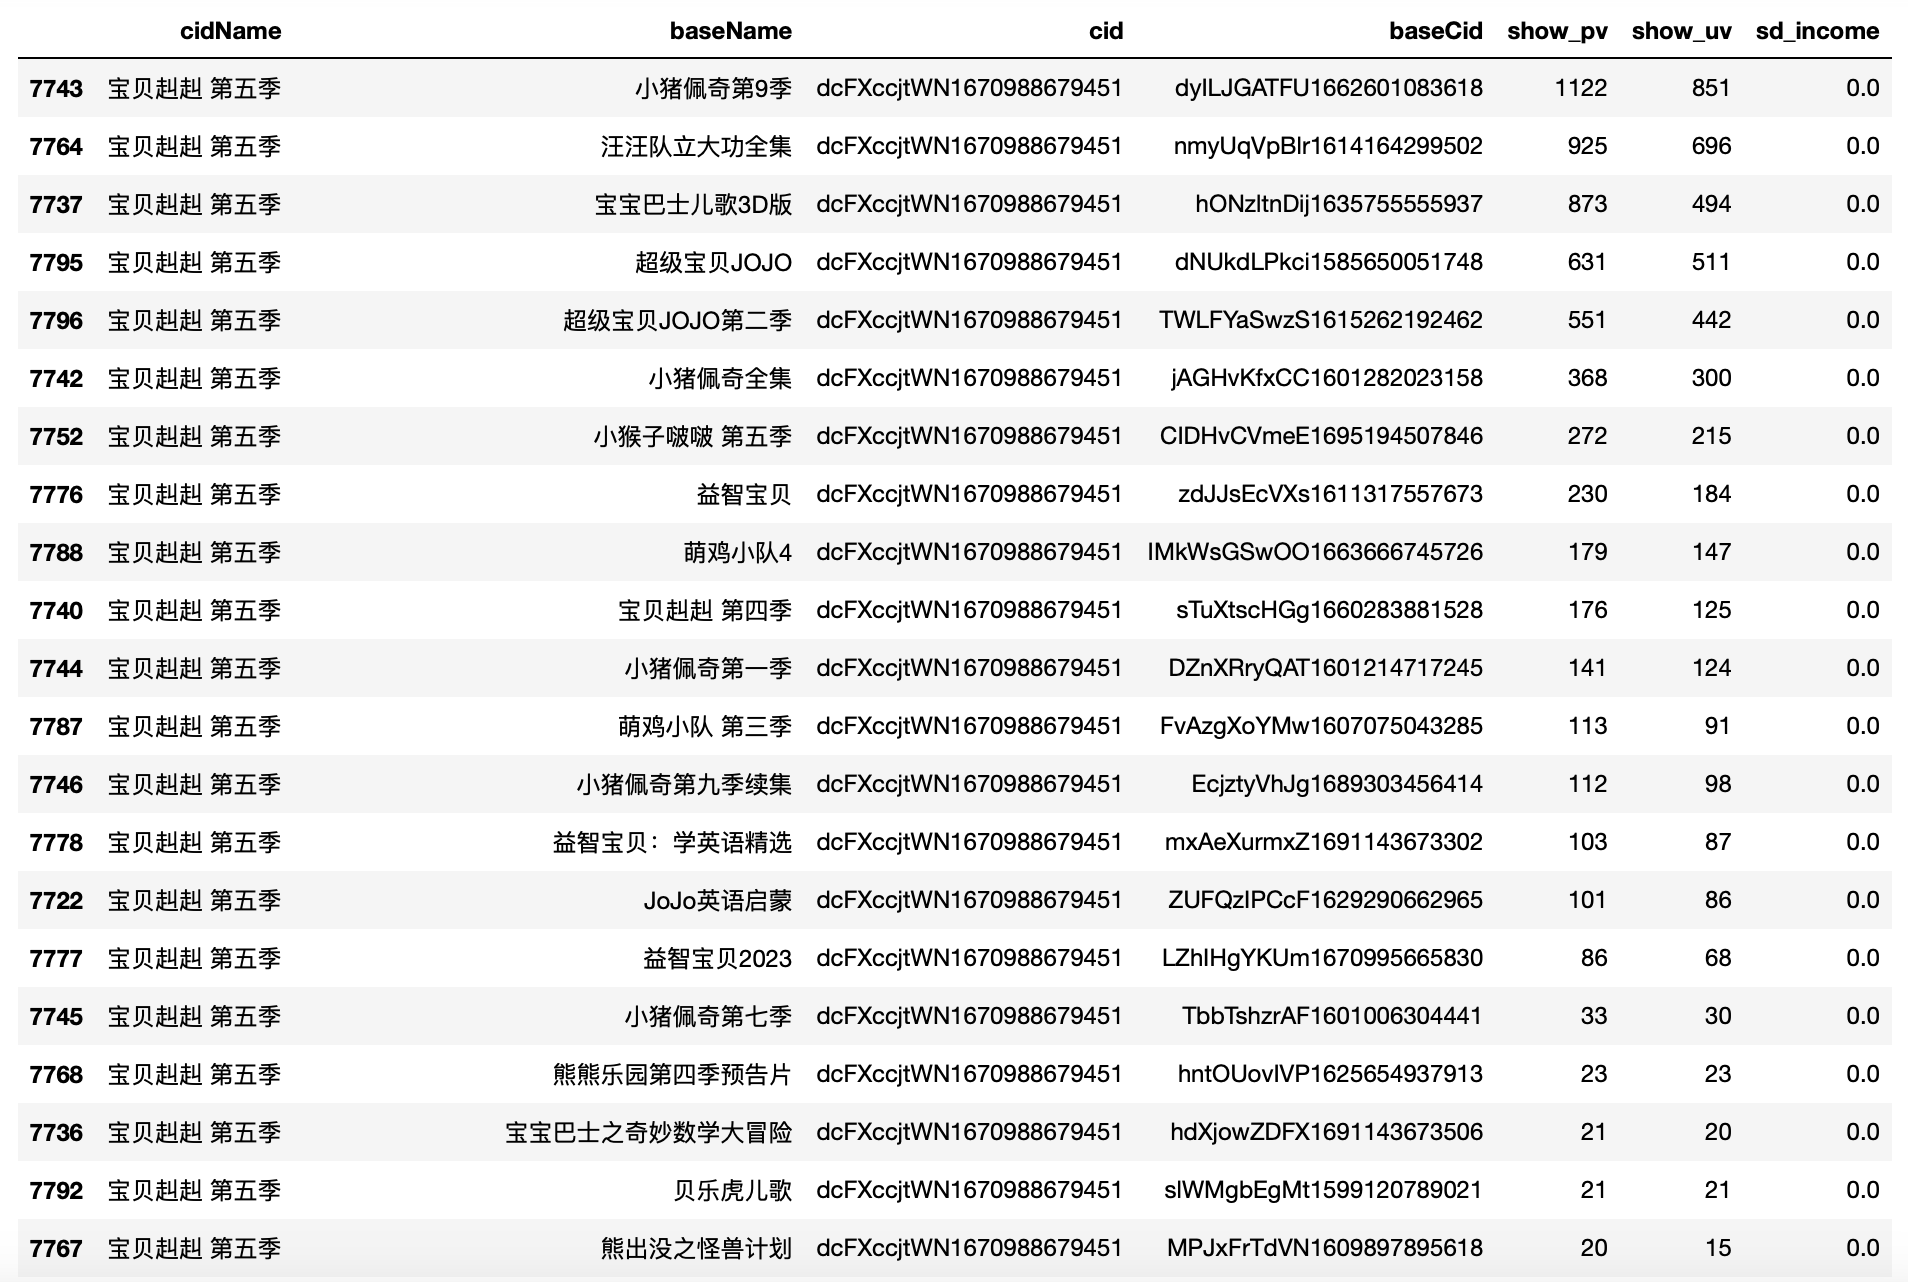 cidName baseName cid baseCid show_pv show_uv sd_income
7743 宝贝赳赳 第五季 小猪佩奇第9季 dcFXccjtWN1670988679451 dyILJGATFU1662601083618 1122 851 0.0
7764 宝贝赳赳 第五季 汪汪队立大功全集 dcFXccjtWN1670988679451 nmyUqVpBlr1614164299502 925 696 0.0
7737 宝贝赳赳 第五季 宝宝巴士儿歌3D版 dcFXccjtWN1670988679451 hONzItnDij1635755555937 873 494 0.0
7795 宝贝赳赳 第五季 超级宝贝JOJO dcFXccjtWN1670988679451 dNUkdLPkci1585650051748 631 511 0.0
7796 宝贝赳赳 第五季 超级宝贝JOJO第二季 dcFXccjtWN1670988679451 TWLFYaSwzS1615262192462 551 442 0.0
7742 宝贝赳赳 第五季 小猪佩奇全集 dcFXccjtWN1670988679451 jAGHvKfxCC1601282023158 368 300 0.0
7752 宝贝赳赳 第五季 小猴子啵啵 第五季 dcFXccjtWN1670988679451 CIDHvCVmeE1695194507846 272 215 0.0
7776 宝贝赳赳 第五季 益智宝贝 dcFXccjtWN1670988679451 zdJJsEcVXs1611317557673 230 184 0.0
7788 宝贝赳赳 第五季 萌鸡小队4 dcFXccjtWN1670988679451 IMkWsGSwOO1663666745726 179 147 0.0
7740 宝贝赳赳 第五季 宝贝赳赳 第四季 dcFXccjtWN1670988679451 sTuXtscHGg1660283881528 176 125 0.0
7744 宝贝赳赳 第五季 小猪佩奇第一季 dcFXccjtWN1670988679451 DZnXRryQAT1601214717245 141 124 0.0
7787 宝贝赳赳 第五季 萌鸡小队 第三季 dcFXccjtWN1670988679451 FvAzgXoYMw1607075043285 113 91 0.0
7746 宝贝赳赳 第五季 小猪佩奇第九季续集 dcFXccjtWN1670988679451 EcjztyVhJg1689303456414 112 98 0.0
7778 宝贝赳赳 第五季 益智宝贝：学英语精选 dcFXccjtWN1670988679451 mxAeXurmxZ1691143673302 103 87 0.0
7722 宝贝赳赳 第五季 JoJo英语启蒙 dcFXccjtWN1670988679451 ZUFQzIPCcF1629290662965 101 86 0.0
7777 宝贝赳赳 第五季 益智宝贝2023 dcFXccjtWN1670988679451 LZhIHgYKUm1670995665830 86 68 0.0
7745 宝贝赳赳 第五季 小猪佩奇第七季 dcFXccjtWN1670988679451 TbbTshzrAF1601006304441 33 30 0.0
7768 宝贝赳赳 第五季 熊熊乐园第四季预告片 dcFXccjtWN1670988679451 hntOUovIVP1625654937913 23 23 0.0
7736 宝贝赳赳 第五季 宝宝巴士之奇妙数学大冒险 dcFXccjtWN1670988679451 hdXjowZDFX1691143673506 21 20 0.0
7792 宝贝赳赳 第五季 贝乐虎儿歌 dcFXccjtWN1670988679451 slWMgbEgMt1599120789021 21 21 0.0
7767 宝贝赳赳 第五季 熊出没之怪兽计划 dcFXccjtWN1670988679451 MPJxFrTdVN1609897895618 20 15 0.0